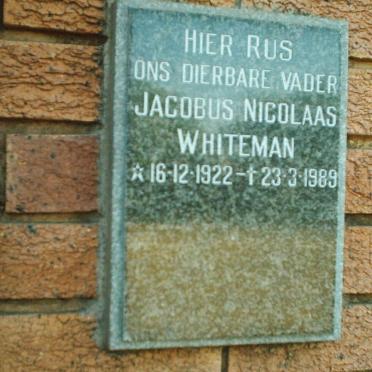 HIER RUS
ONS DIERBARE VADER
JACOBUS NICOLAAS
WHITEMAN
☆ 16-12-1922 - † 23-3-1989